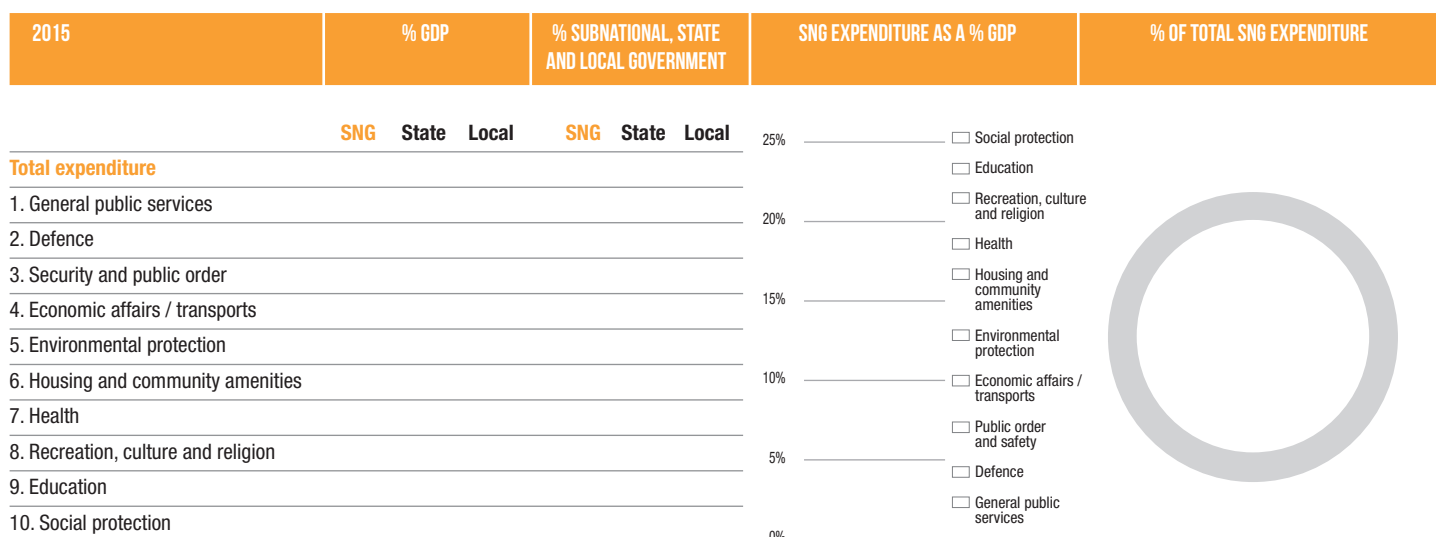 2015
% GDP
% SUBNATIONAL, STATE
AND LOCAL GOVERNMENT
SNG EXPENDITURE AS A % GDP
% OF TOTAL SNG EXPENDITURE
SNG State Local SNG State Local
Total expenditure
1. General public services
2. Defence
3. Security and public order
4. Economic affairs / transports
5. Environmental protection
6. Housing and community amenities
7. Health
8. Recreation, culture and religion
9. Education
10. Social protection
25%
20%
15%
10%
5%
0%
Social protection
Education
Recreation, culture
and religion
Health
Housing and
community
amenities
Environmental
protection
Economic affairs /
transports
Public order
and safety
Defence
General public
services